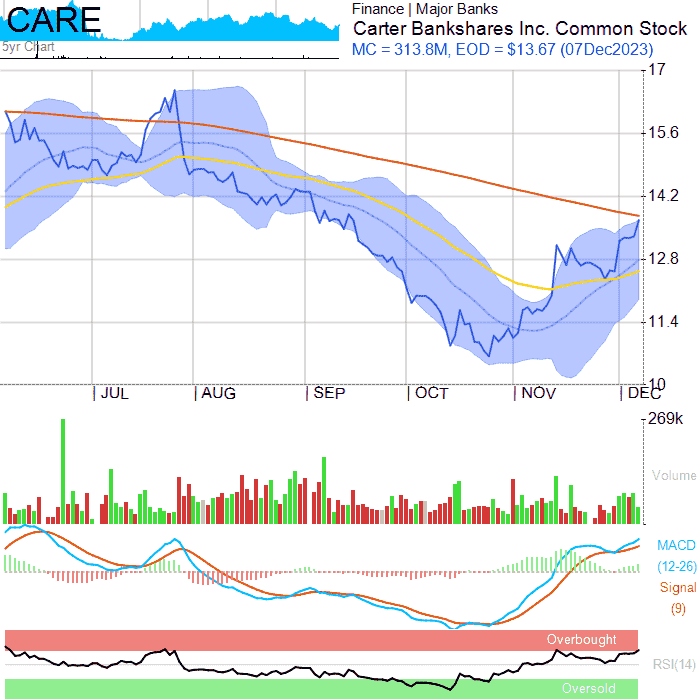 CARE
5yr Chart
Finance | Major Banks
Carter Bankshares Inc. Common Stock
MC = 313.8M, EOD = $13.67 (07Dec2023)
17
15.6
14.2
12.8
11.4
10
JUL
AUG
SEP
OCT
NOV
DEC
269k
Volume
MACD
(12-26)
Signal
(9)
Overbought
RSI(14)
Oversold